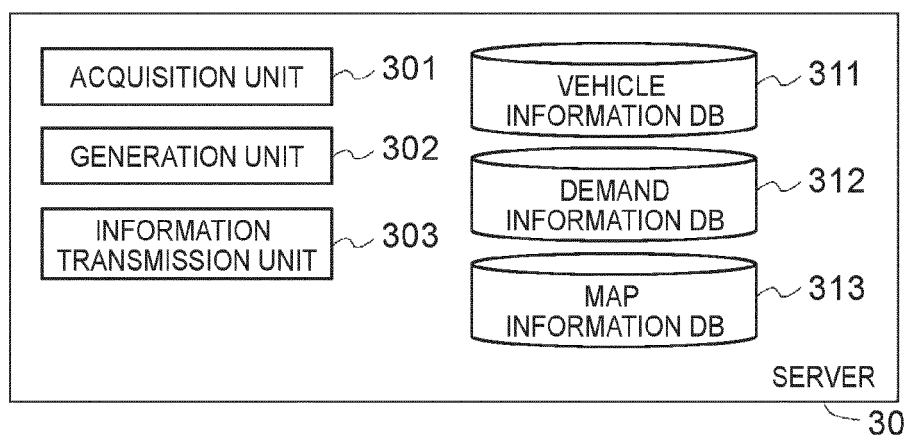 ACQUISITION UNIT
301
GENERATION UNIT
302
INFORMATION
TRANSMISSION UNIT
303
VEHICLE
INFORMATION DB
311
DEMAND
INFORMATION DB
312
MAP
INFORMATION DB
313
SERVER
30